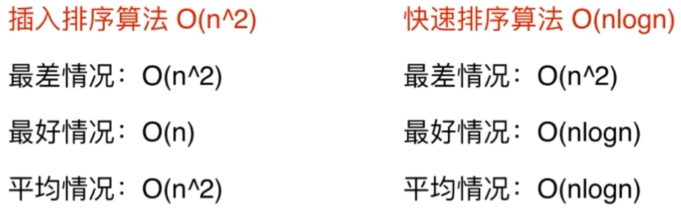 插入排序算法 O(n^2)
最差情况：O(n^2)
最好情况：O(n)
平均情况：O(n^2)
快速排序算法 O(nlogn)
最差情况：O(n^2)
最好情况：O(nlogn)
平均情况：O(nlogn)